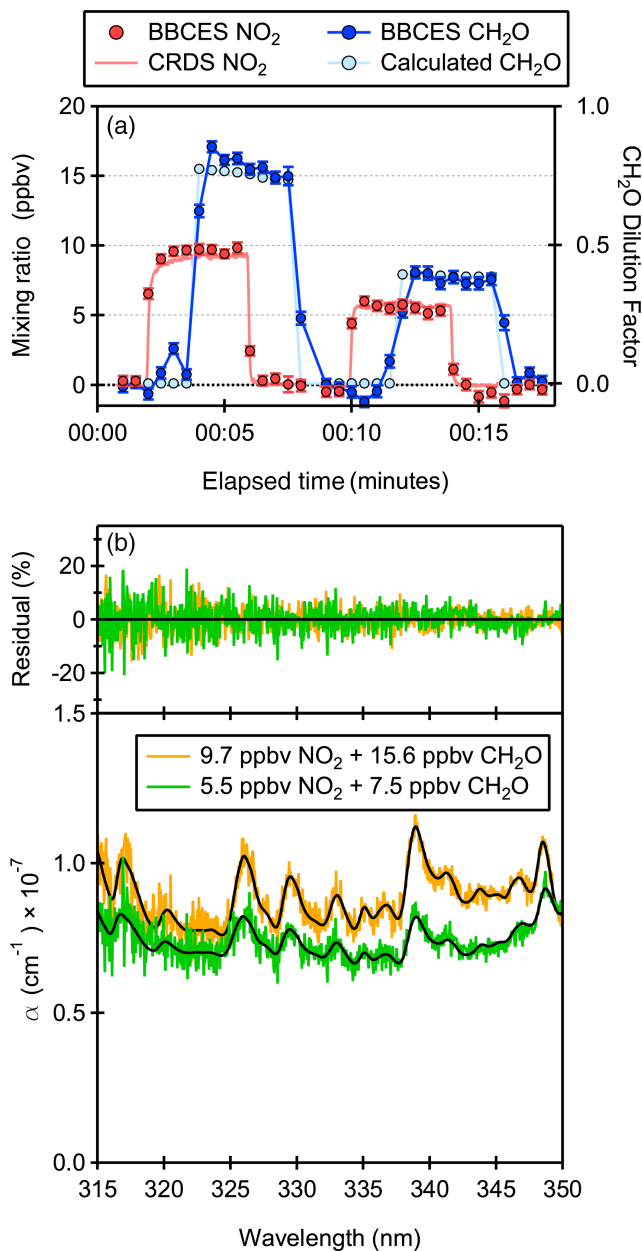 BBCES NO₂ BBCES CH₂O
CRDS NO₂ Calculated CH₂O
(a)
Mixing ratio (ppbv)
20
15
10
5
0
1.0
0.5
0.0
CH₂O Dilution Factor
00:00 00:05 00:10 00:15
Elapsed time (minutes)
(b)
Residual (%)
20
0
-20
9.7 ppbv NO₂ + 15.6 ppbv CH₂O
5.5 ppbv NO₂ + 7.5 ppbv CH₂O
α (cm⁻¹) × 10⁻⁷
1.5
1.0
0.5
0.0
315 320 325 330 335 340 345 350
Wavelength (nm)